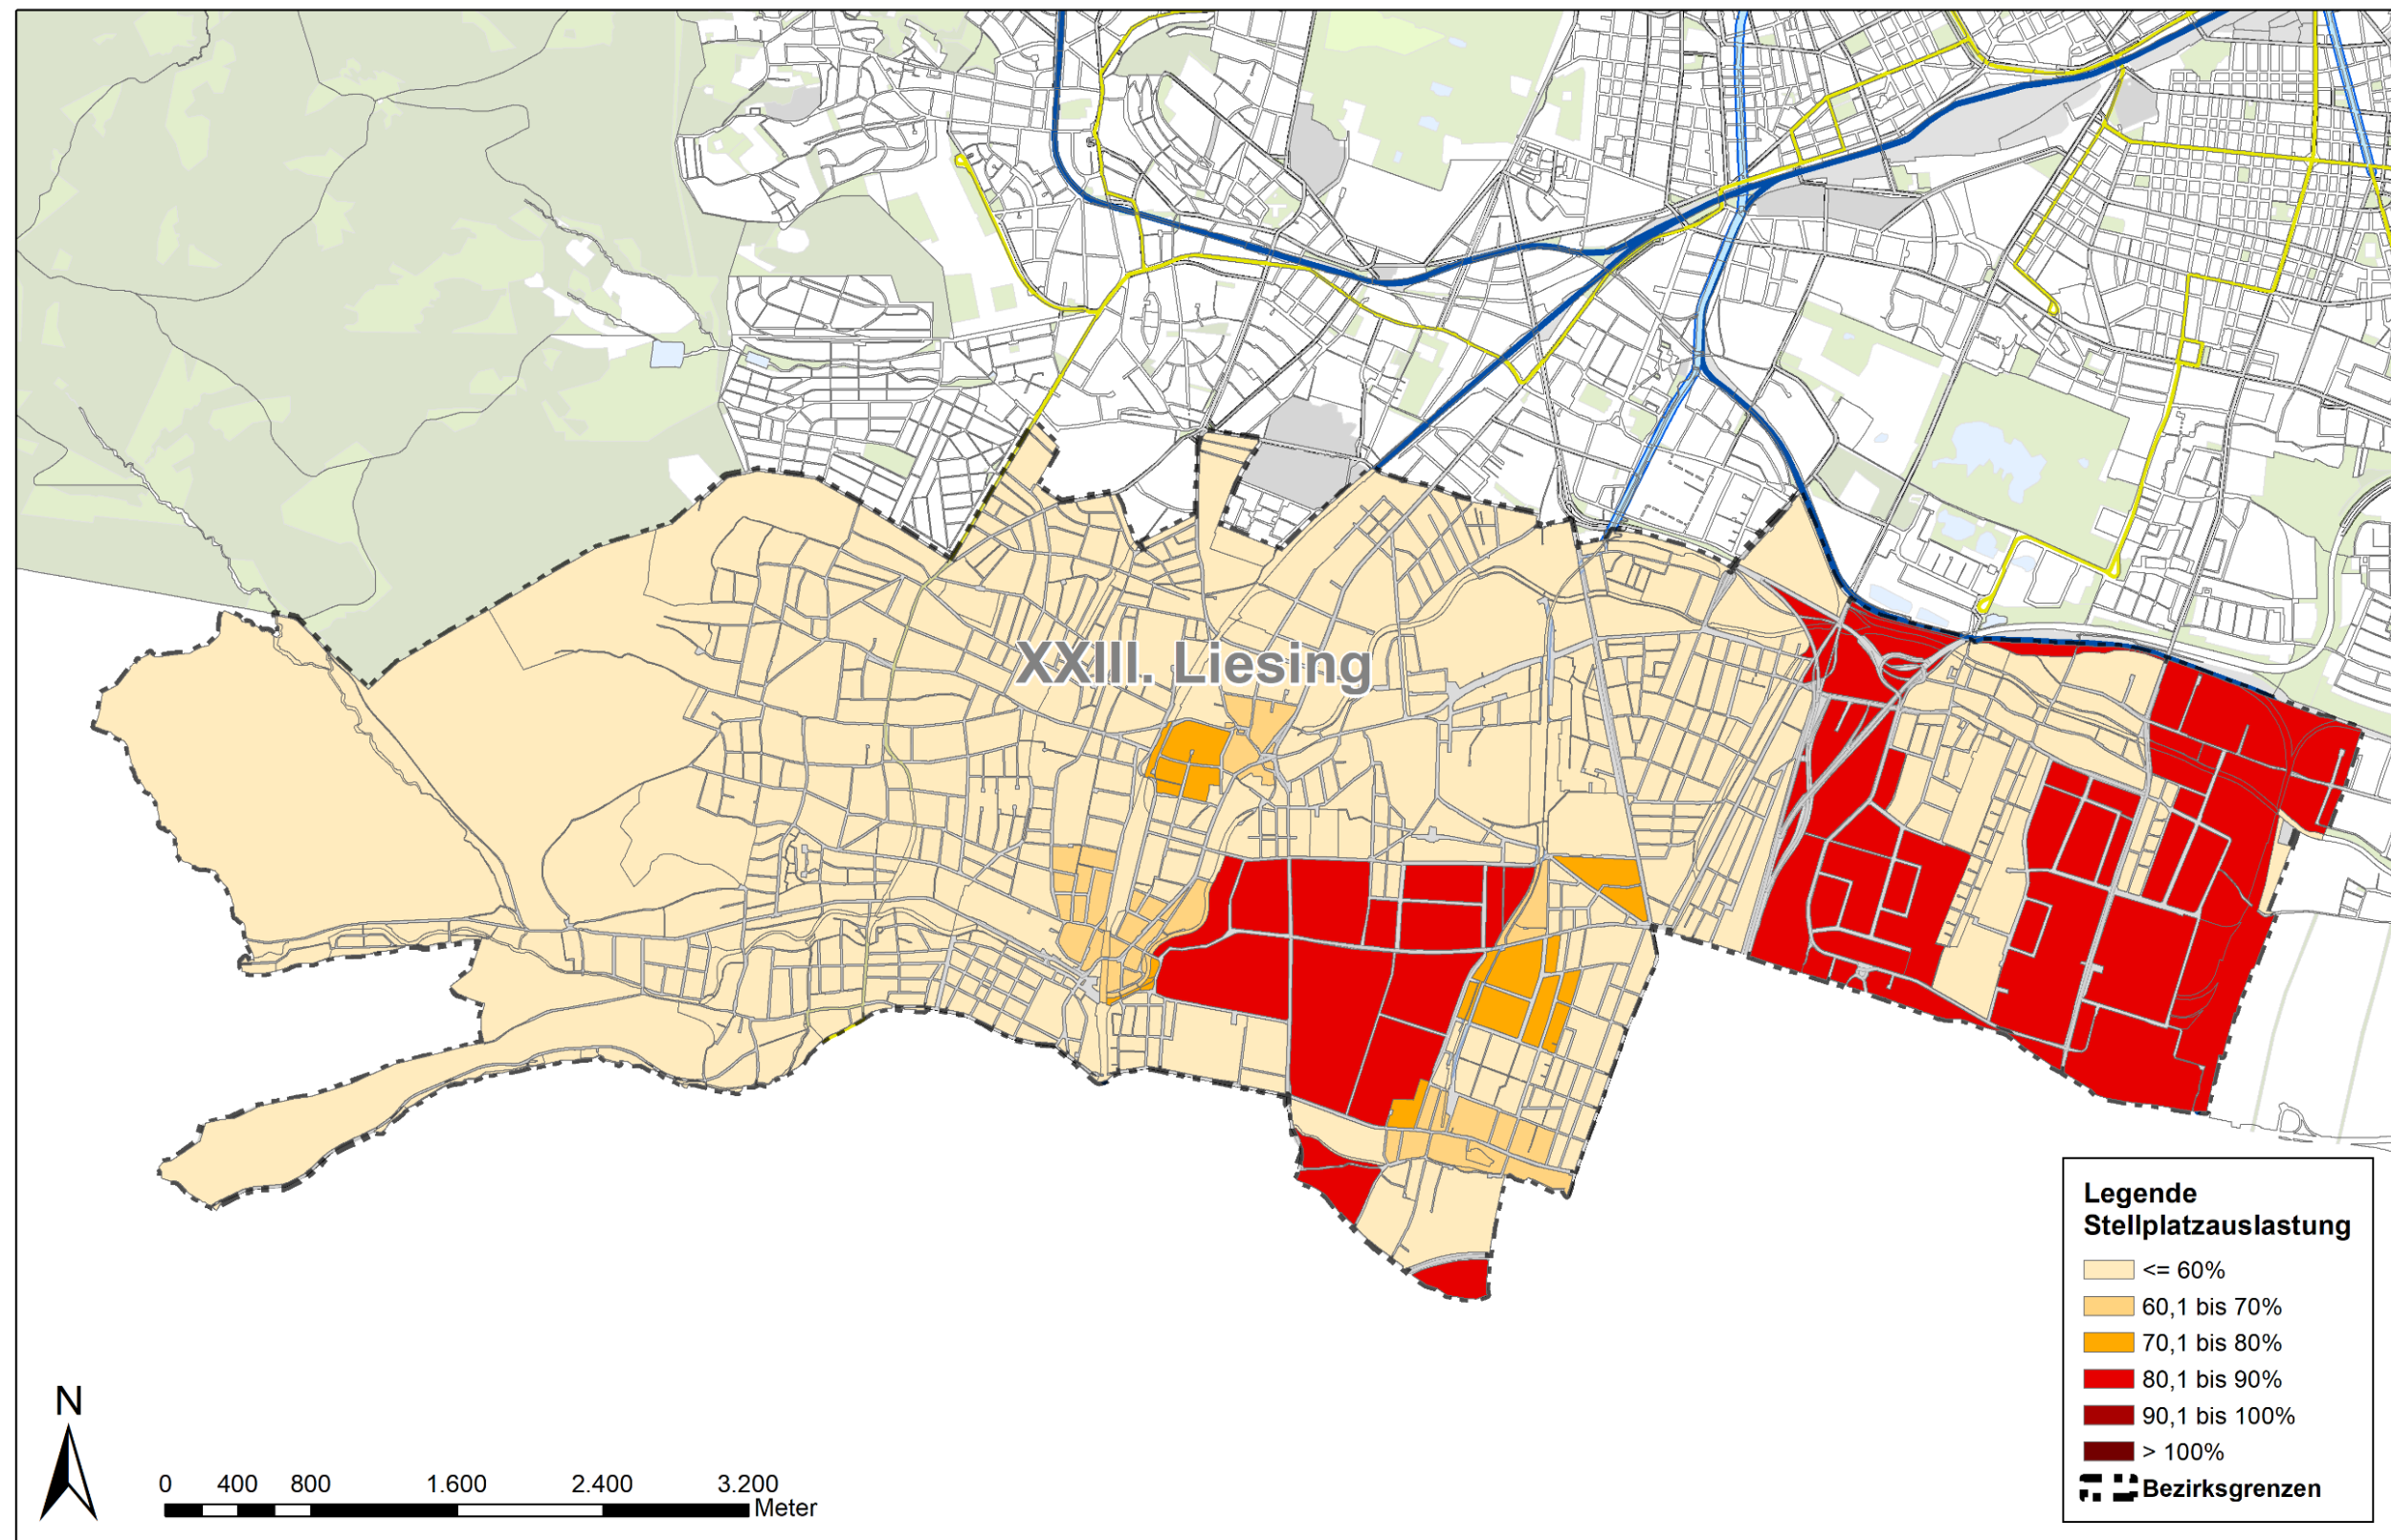 XXIII. Liesing
Legende
Stellplatzauslastung
<= 60%
60,1 bis 70%
70,1 bis 80%
80,1 bis 90%
90,1 bis 100%
> 100%
Bezirksgrenzen
N
0 400 800 1.600 2.400 3.200
Meter